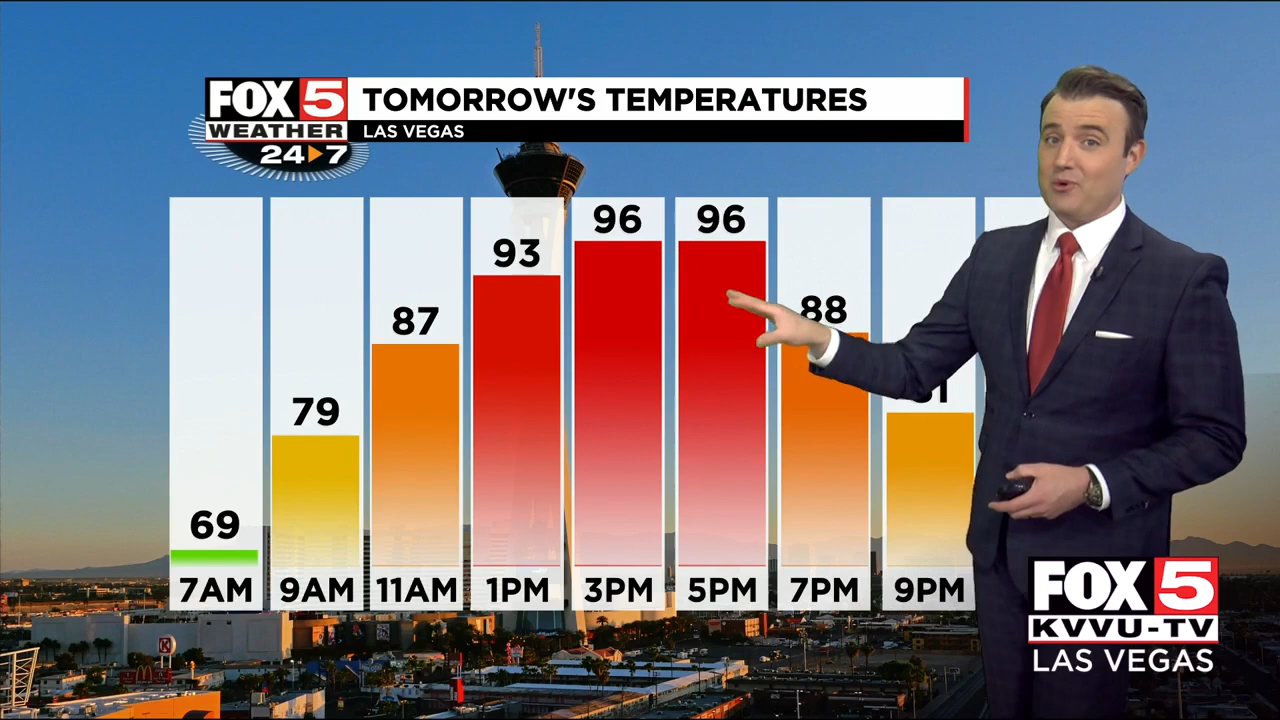 FOX 5
WEATHER
24 7
TOMORROW'S TEMPERATURES
LAS VEGAS
69
79
87
93
96
96
88
7AM
9AM
11AM
1PM
3PM
5PM
7PM
9PM
FOX 5
KVVU-TV
LAS VEGAS